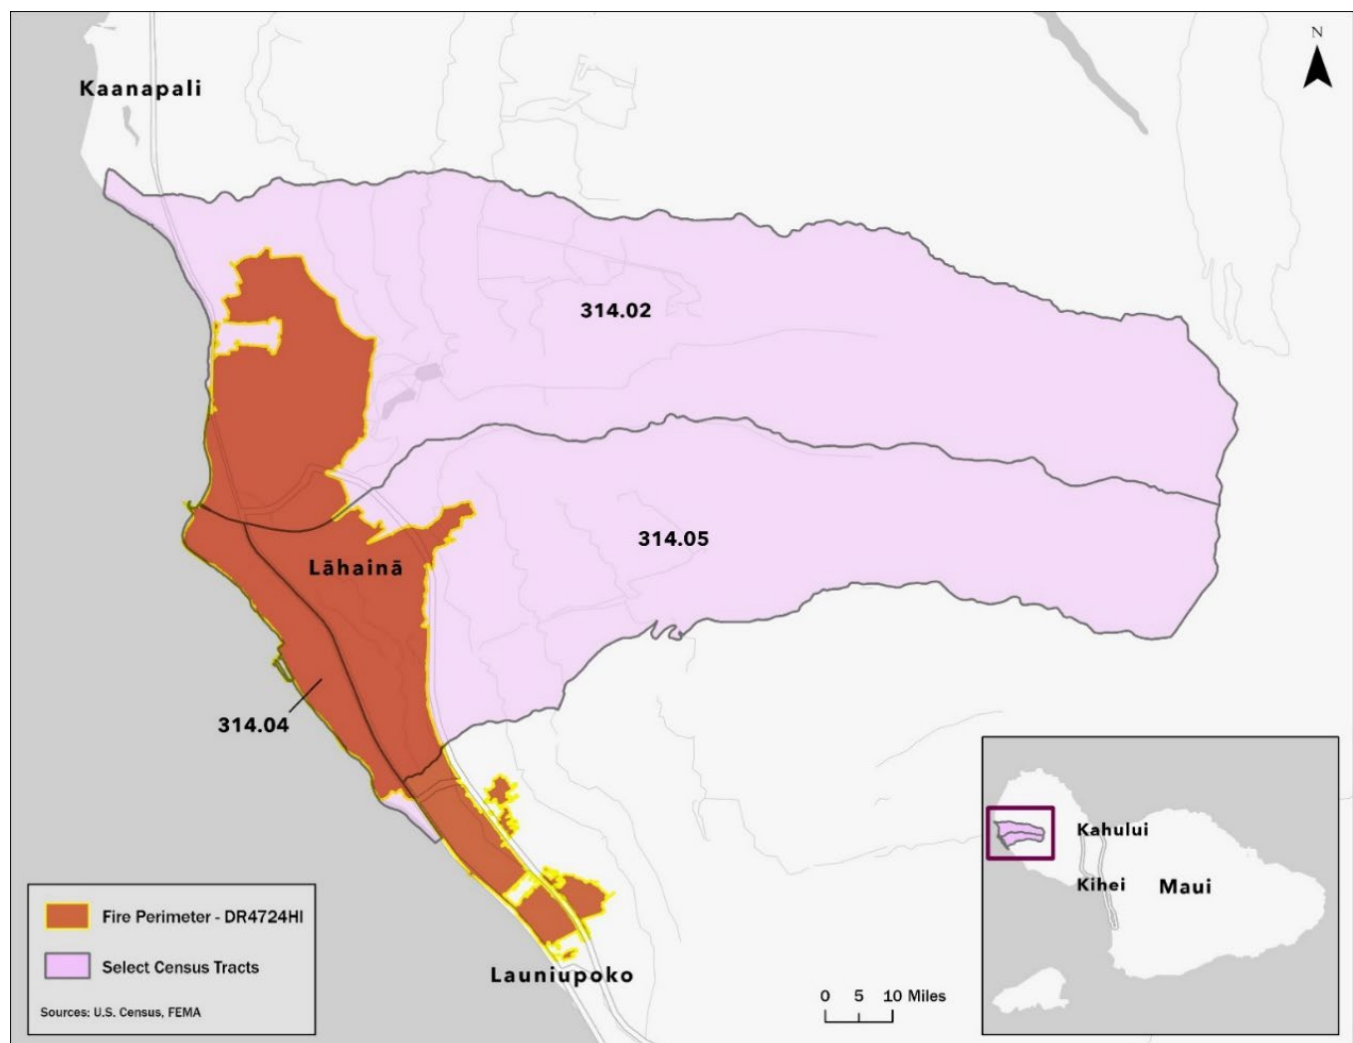 N
Kaanapali
314.02
314.05
Lāhainā
314.04
Kahului
Kihei
Maui
Launiupoko
Fire Perimeter - DR4724HI
Select Census Tracts
Sources: U.S. Census, FEMA
0 5 10 Miles